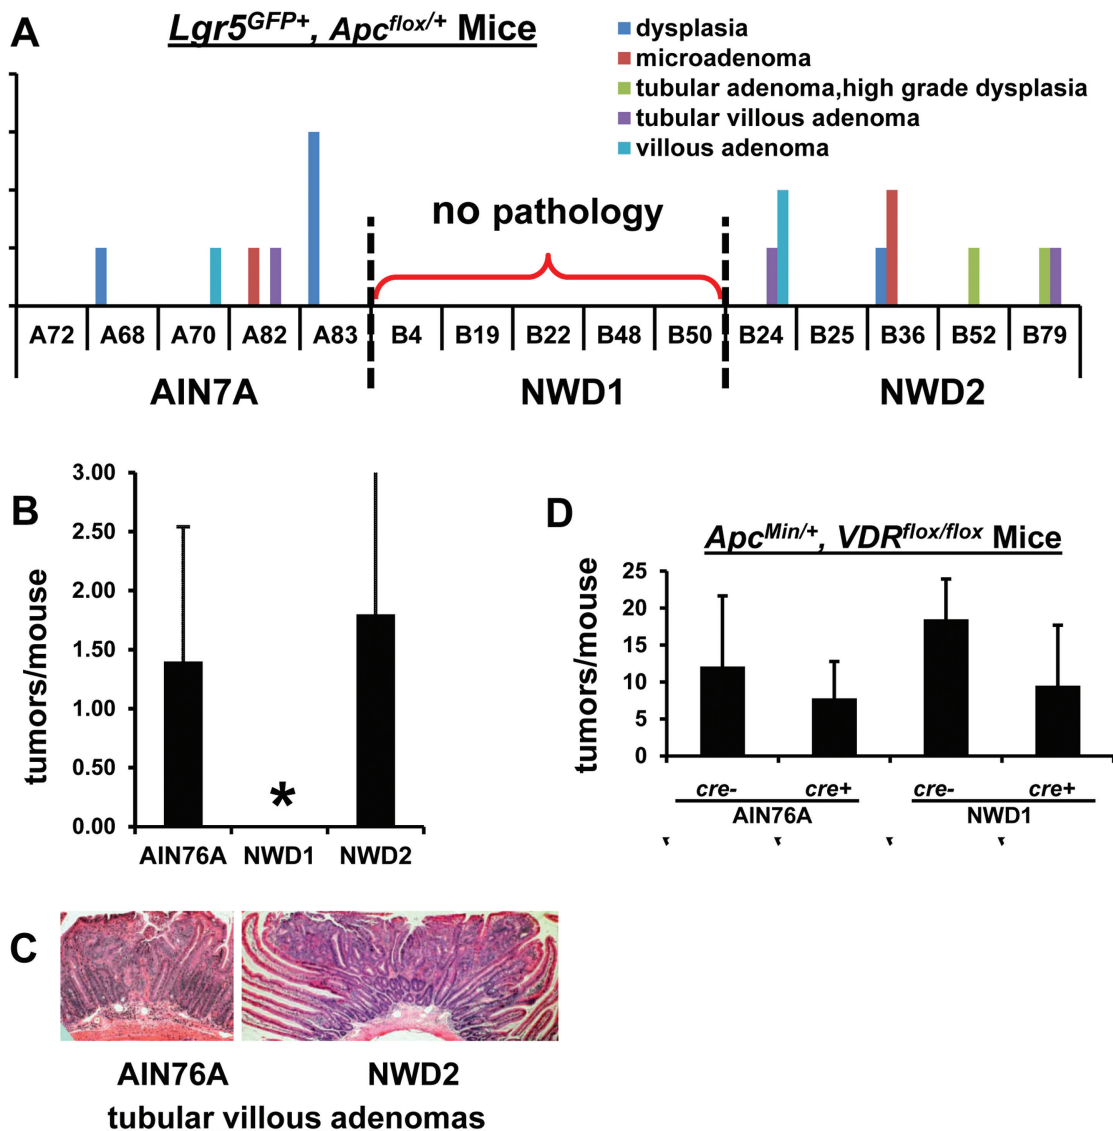 A
Lgr5GFP+, Apcflox/+ Mice
dysplasia
microadenoma
tubular adenoma,high grade dysplasia
tubular villous adenoma
villous adenoma
no pathology
A72 A68 A70 A82 A83 B4 B19 B22 B48 B50 B24 B25 B36 B52 B79
AIN7A NWD1 NWD2
B
tumors/mouse
3.00
2.50
2.00
1.50
1.00
0.50
0.00
*
AIN76A NWD1 NWD2
D
ApcMin/+, VDRflox/flox Mice
tumors/mouse
25
20
15
10
5
0
cre- cre+ cre- cre+
AIN76A NWD1
C
AIN76A NWD2
tubular villous adenomas